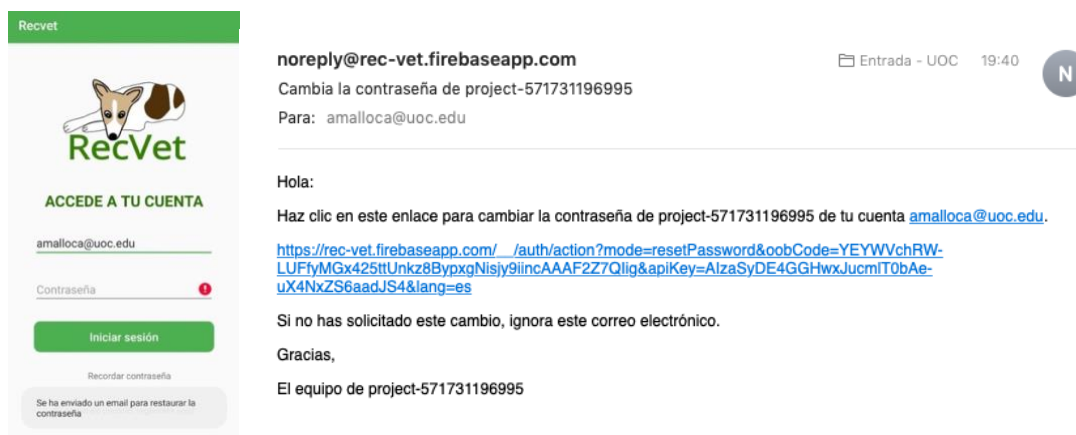 Recvet
RecVet
ACCEDE A TU CUENTA
amalloca@uoc.edu
Contraseña
Iniciar sesión
Recordar contraseña
Se ha enviado un email para restaurar la
contraseña
noreply@rec-vet.firebaseapp.com
Entrada - UOC 19:40
N
Cambia la contraseña de project-571731196995
Para: amalloca@uoc.edu
Hola:
Haz clic en este enlace para cambiar la contraseña de project-571731196995 de tu cuenta amalloca@uoc.edu.
https://rec-vet.firebaseapp.com/__/auth/action?mode=resetPassword&oobCode=YEYWVchRW-
LUFfyMGx425ttUnkz8BypxgNisjy9iincAAAF2Z7Qlig&apiKey=AIzaSyDE4GGHwxJucmlT0bAe-
uX4NxZS6aadJS4&lang=es
Si no has solicitado este cambio, ignora este correo electrónico.
Gracias,
El equipo de project-571731196995